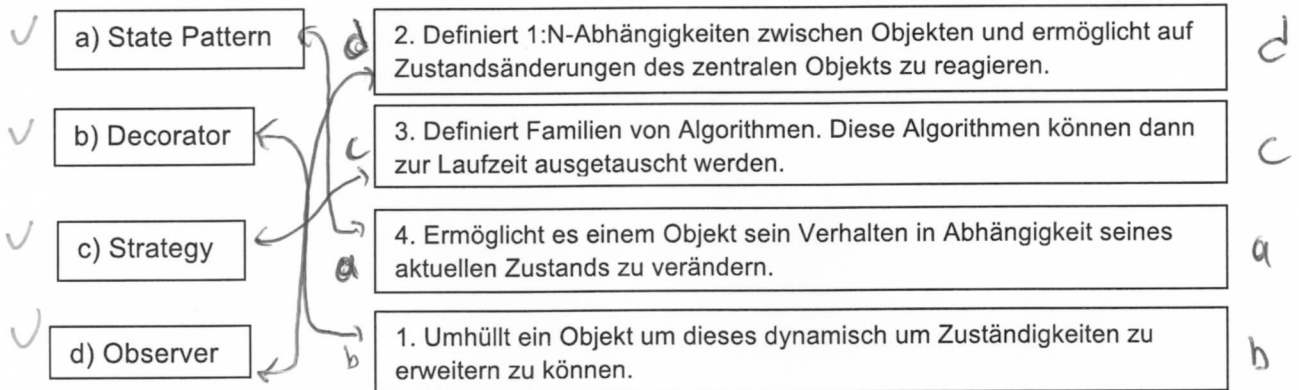 a) State Pattern
d
2. Definiert 1:N-Abhängigkeiten zwischen Objekten und ermöglicht auf
Zustandsänderungen des zentralen Objekts zu reagieren.
d
b) Decorator
c
3. Definiert Familien von Algorithmen. Diese Algorithmen können dann
zur Laufzeit ausgetauscht werden.
c
c) Strategy
a
4. Ermöglicht es einem Objekt sein Verhalten in Abhängigkeit seines
aktuellen Zustands zu verändern.
a
d) Observer
b
1. Umhüllt ein Objekt um dieses dynamisch um Zuständigkeiten zu
erweitern zu können.
b